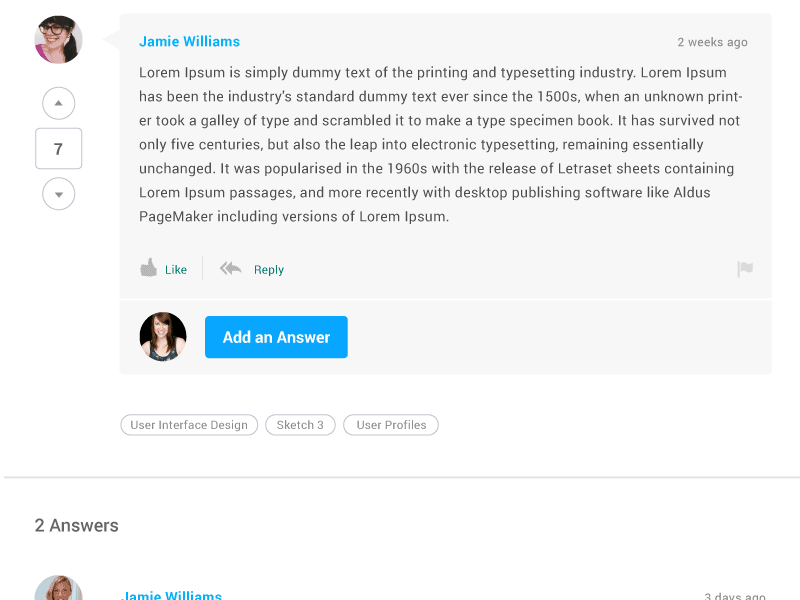 Jamie Williams 2 weeks ago
Lorem Ipsum is simply dummy text of the printing and typesetting industry. Lorem Ipsum
has been the industry's standard dummy text ever since the 1500s, when an unknown print-
er took a galley of type and scrambled it to make a type specimen book. It has survived not
only five centuries, but also the leap into electronic typesetting, remaining essentially
unchanged. It was popularised in the 1960s with the release of Letraset sheets containing
Lorem Ipsum passages, and more recently with desktop publishing software like Aldus
PageMaker including versions of Lorem Ipsum.
7
Like Reply
Add an Answer
User Interface Design Sketch 3 User Profiles
2 Answers
Jamie Williams 3 days ago